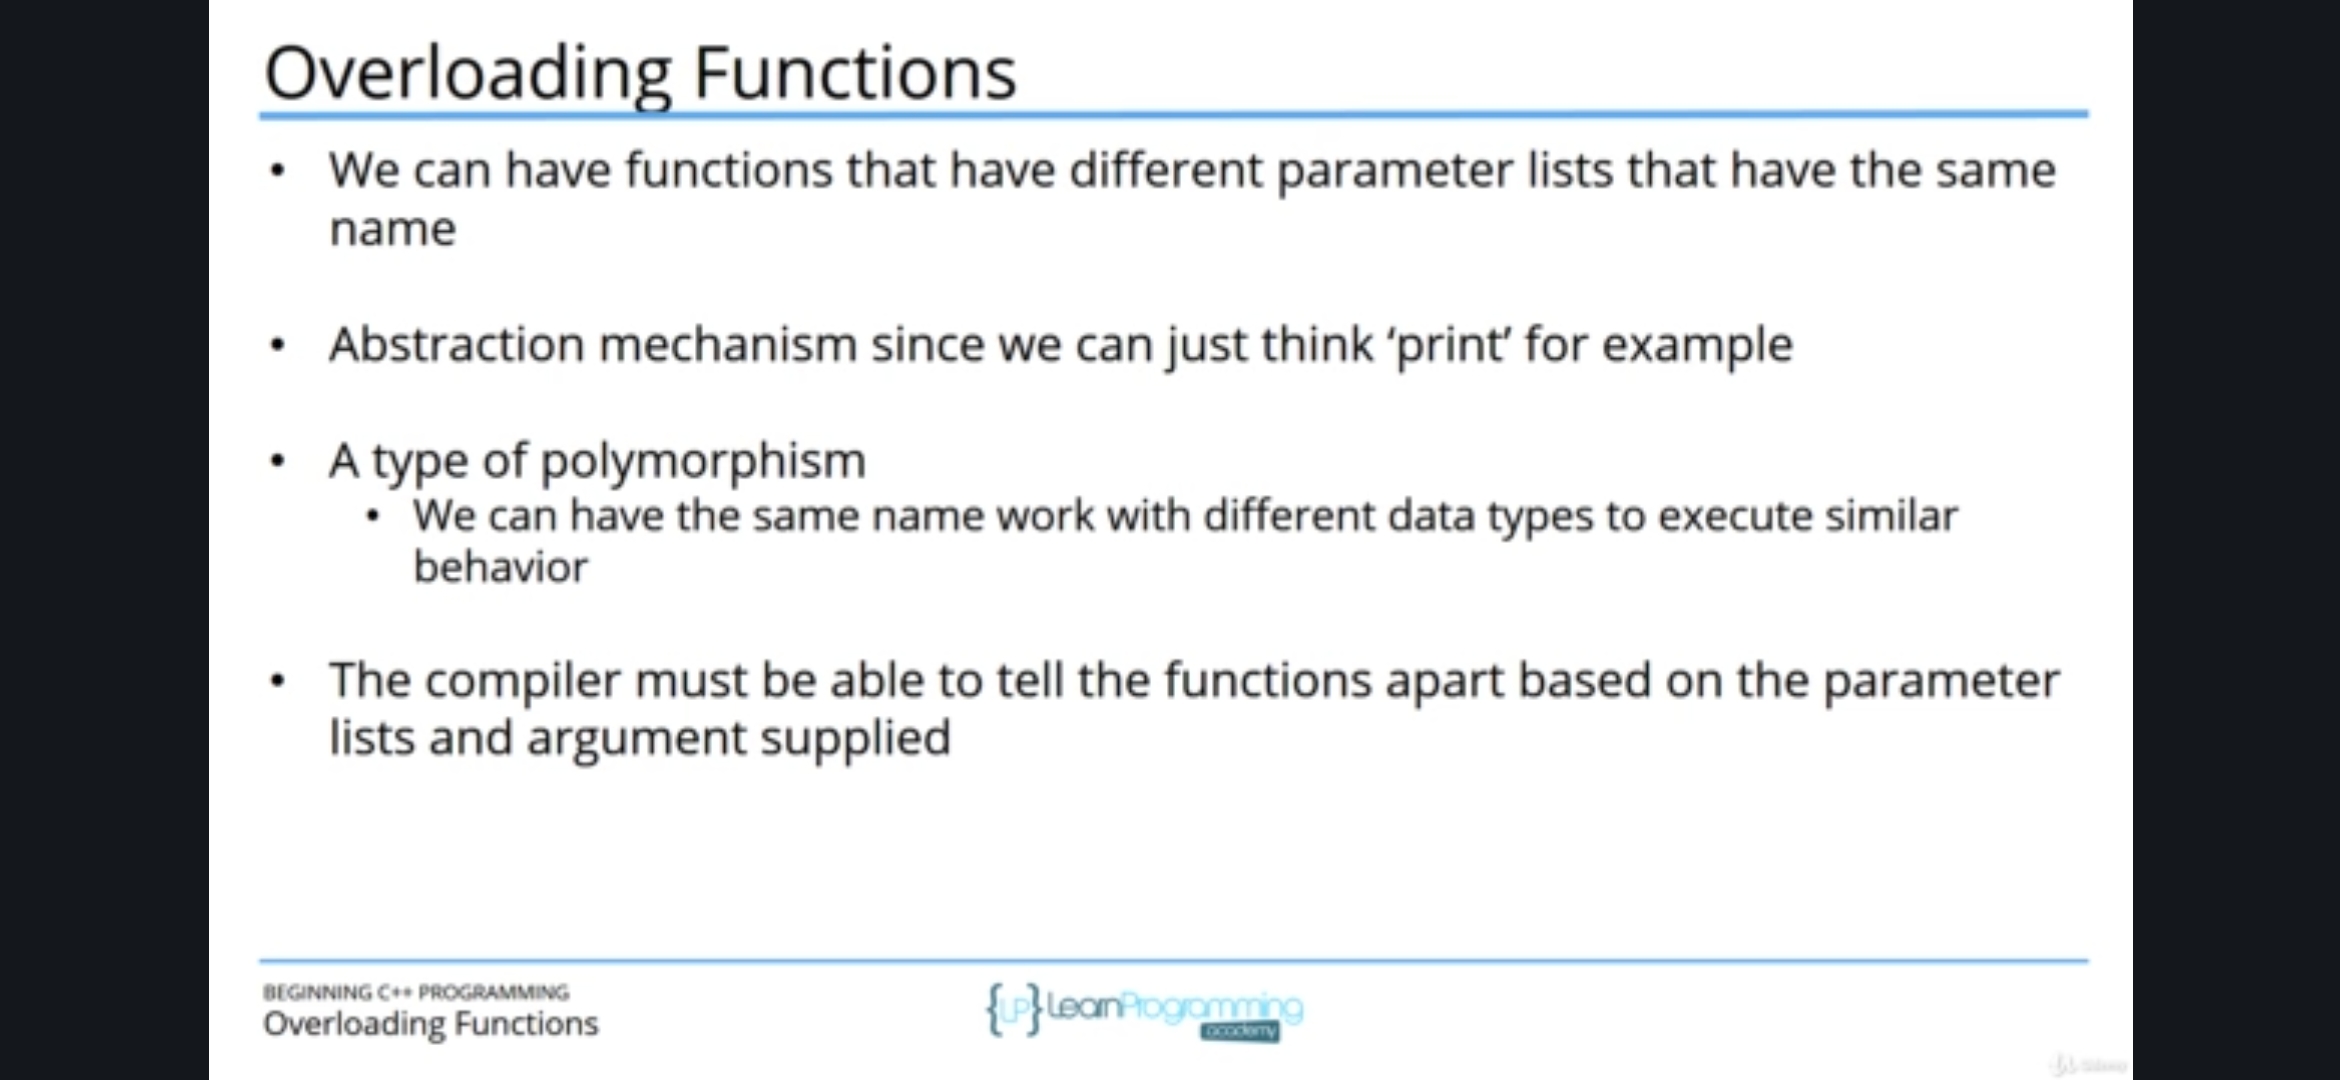 Overloading Functions
• We can have functions that have different parameter lists that have the same
name
• Abstraction mechanism since we can just think ‘print’ for example
• A type of polymorphism
• We can have the same name work with different data types to execute similar
behavior
• The compiler must be able to tell the functions apart based on the parameter
lists and argument supplied
BEGINNING C++ PROGRAMMING
Overloading Functions
{LP} LearnProgramming
academy
Udemy